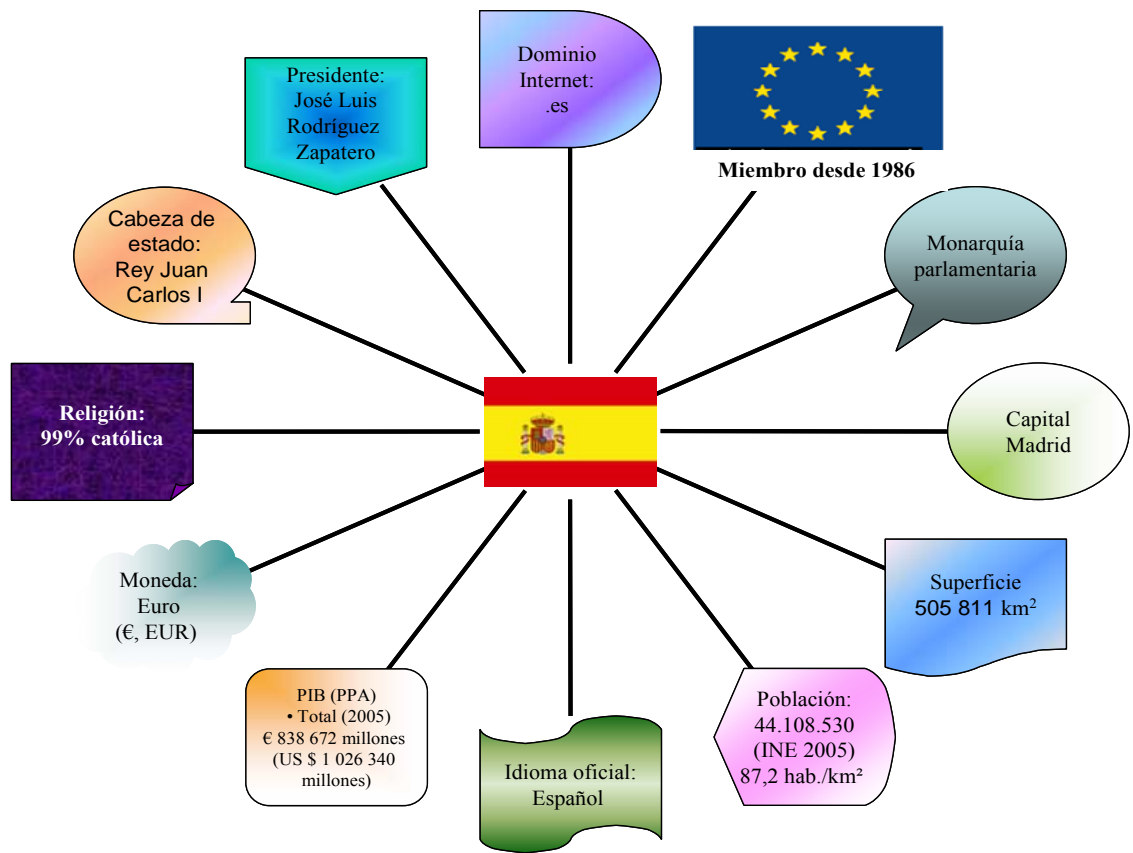 Dominio
Internet:
.es
Presidente:
José Luis
Rodríguez
Zapatero
Miembro desde 1986
Cabeza de
estado:
Rey Juan
Carlos I
Monarquía
parlamentaria
Religión:
99% católica
Capital
Madrid
Moneda:
Euro
(€, EUR)
Superficie
505 811 km²
PIB (PPA)
• Total (2005)
€ 838 672 millones
(US $ 1 026 340
millones)
Idioma oficial:
Español
Población:
44.108.530
(INE 2005)
87,2 hab./km²